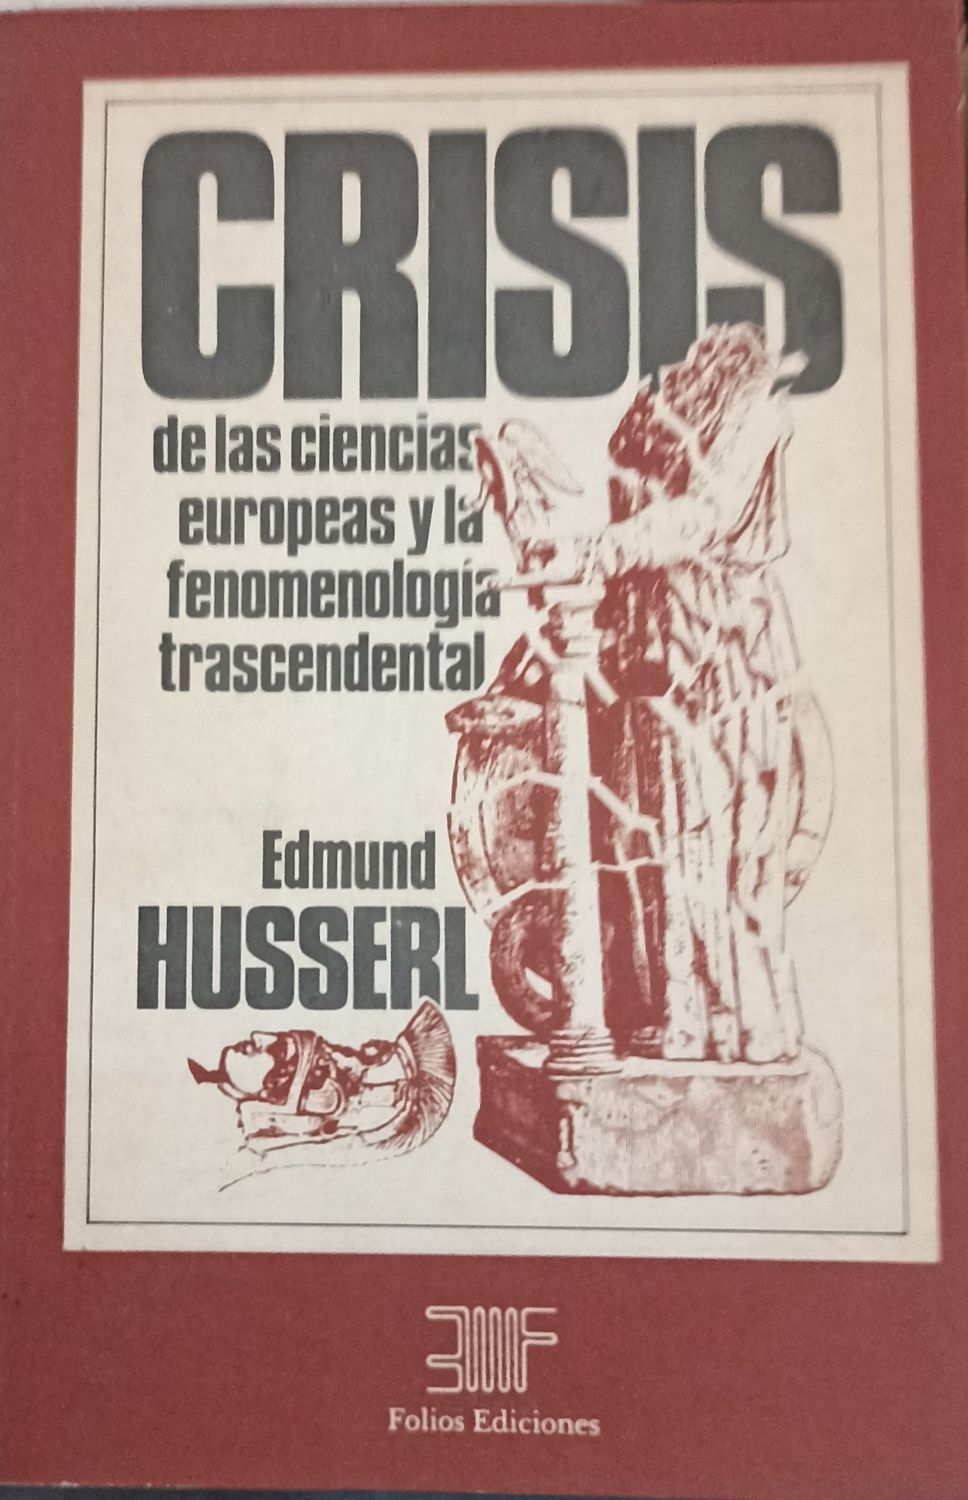 CRISIS
de las ciencias
europeas y la
fenomenología
trascendental
Edmund
HUSSERL
Folios Ediciones